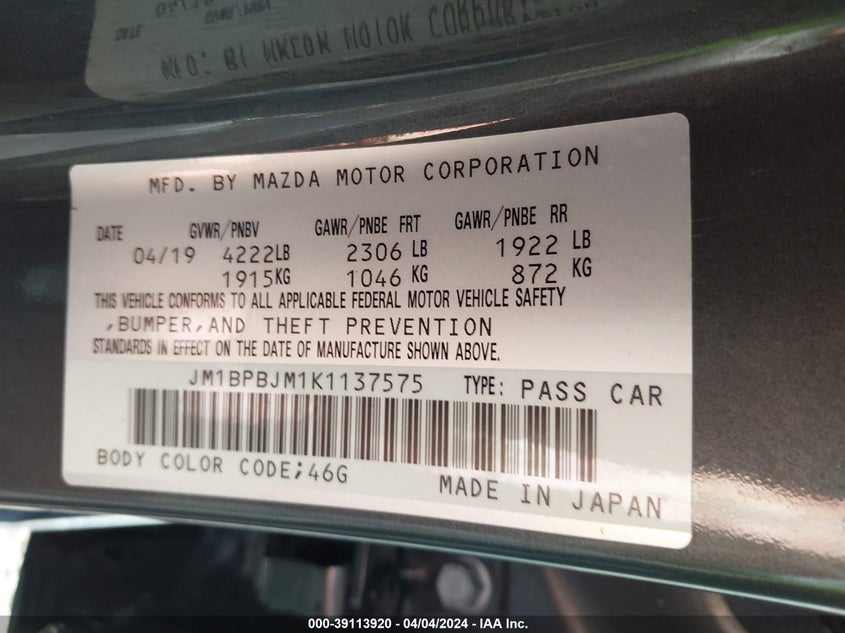 MFD. BY MAZDA MOTOR CORPORATION
DATE GVWR/PNBV GAWR/PNBE FRT GAWR/PNBE RR
04/19 4222LB 2306 LB 1922 LB
1915KG 1046 KG 872 KG
THIS VEHICLE CONFORMS TO ALL APPLICABLE FEDERAL MOTOR VEHICLE SAFETY
,BUMPER,AND THEFT PREVENTION
STANDARDS IN EFFECT ON THE DATE OF MANUFACTURE SHOWN ABOVE.
JM1BPBJM1K1137575 TYPE: PASS CAR
BODY COLOR CODE;46G
MADE IN JAPAN
000-39113920 - 04/04/2024 - IAA Inc.